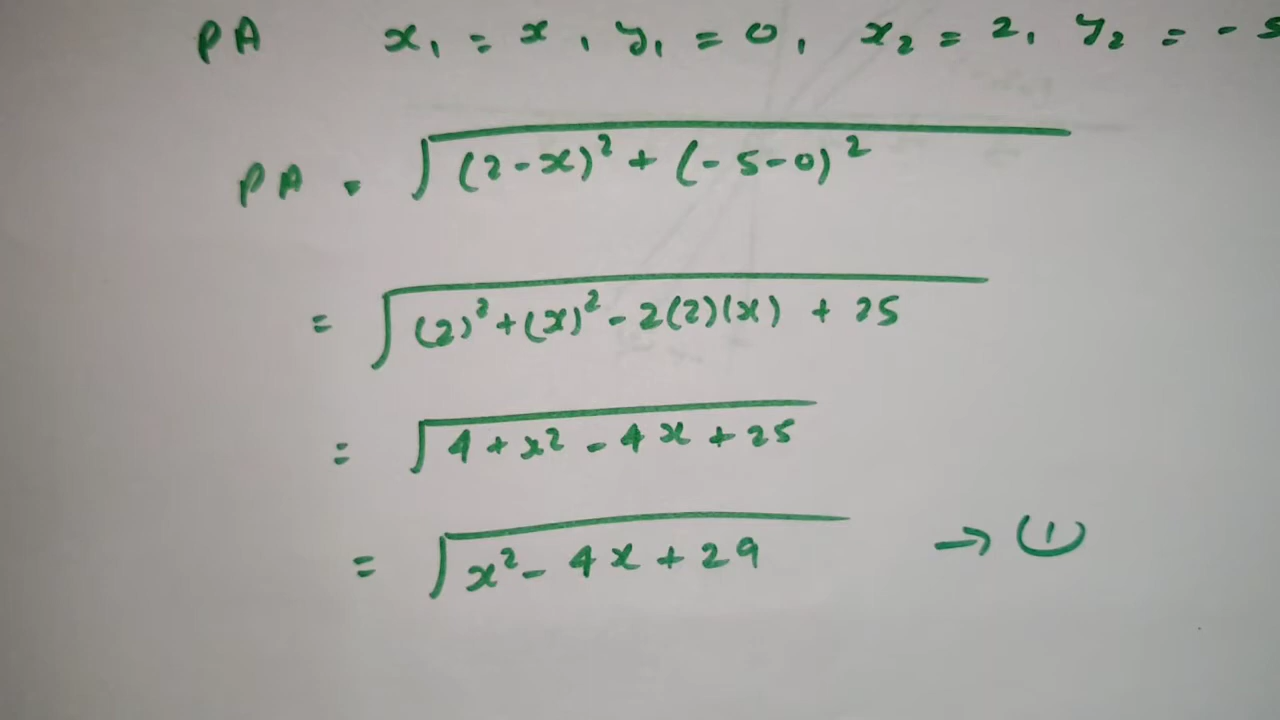 PA x₁ = x, y₁ = 0, x₂ = 2, y₂ = -5
PA = √((2-x)² + (-5-0)²)
= √((2)² + (x)² - 2(2)(x) + 25)
= √(4 + x² - 4x + 25)
= √(x² - 4x + 29) → (1)